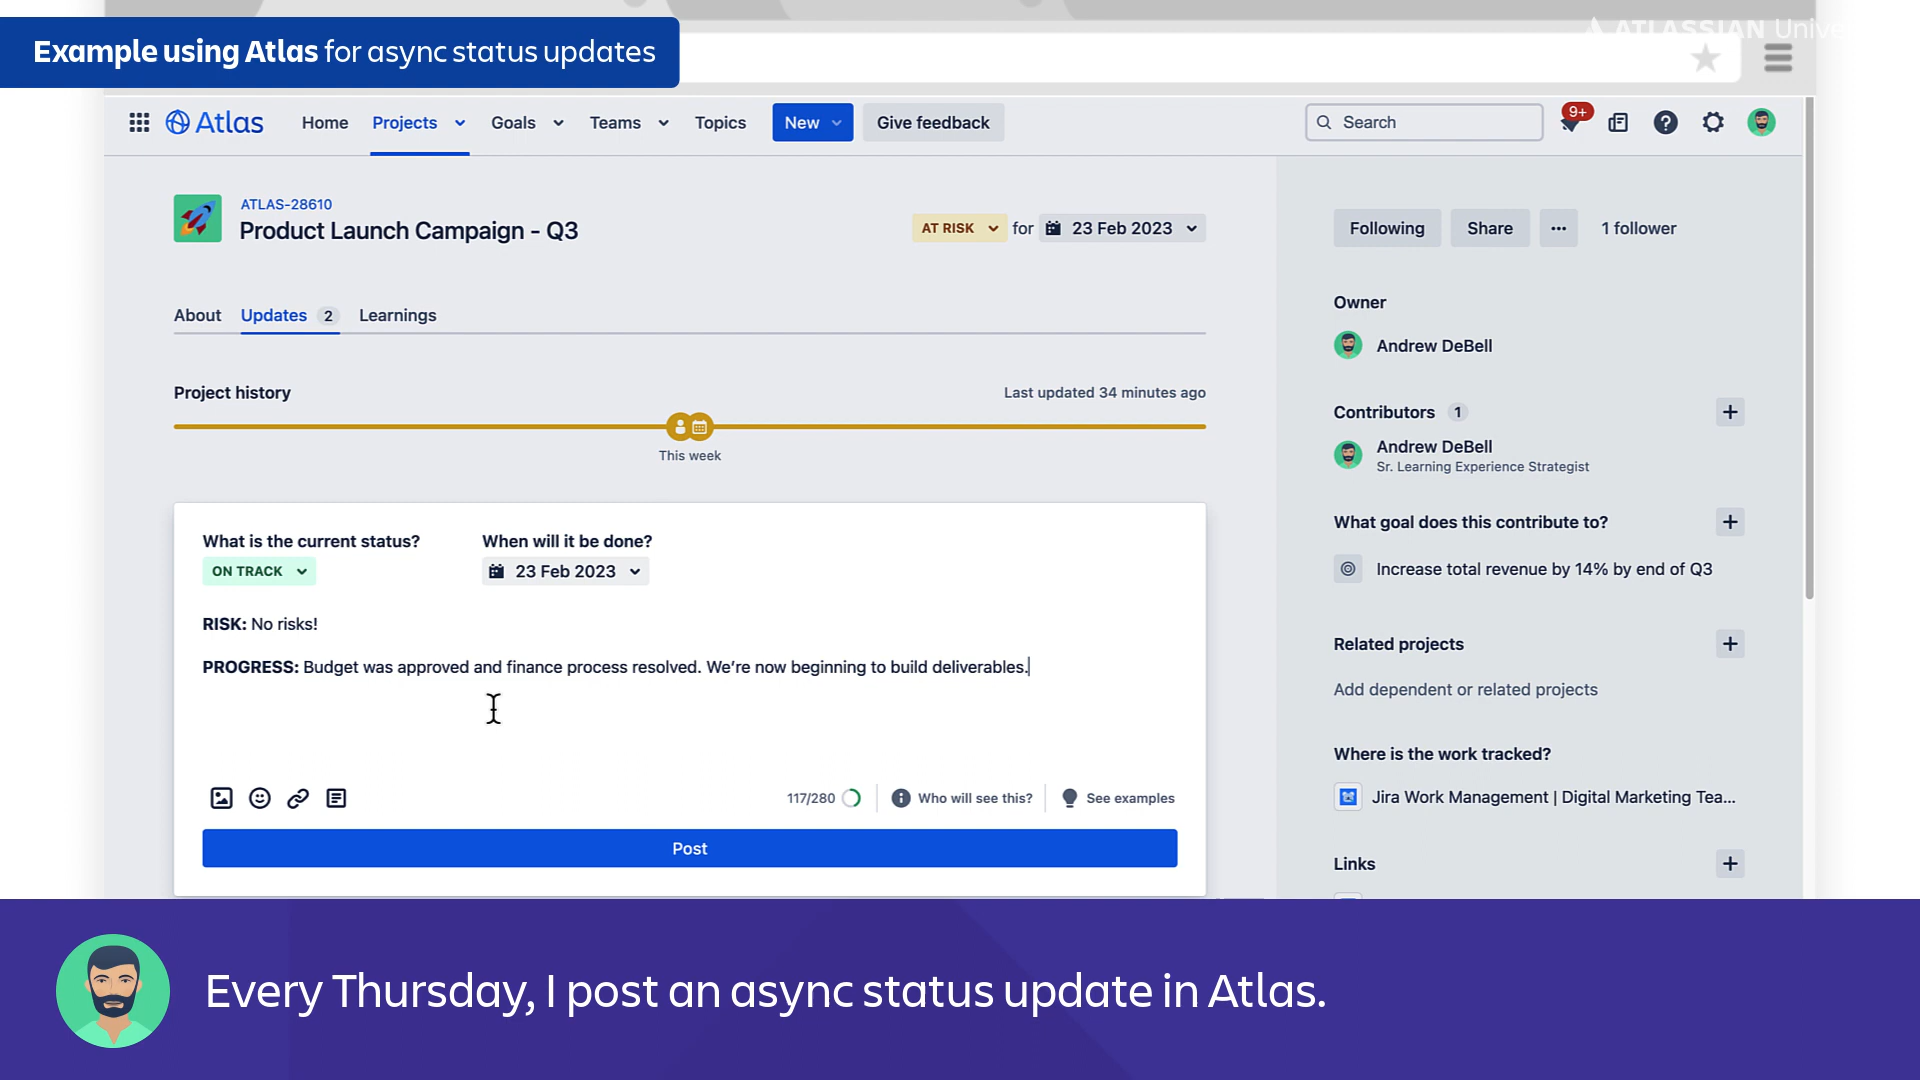 ATLASSIAN Unive
Example using Atlas for async status updates
Atlas
Home
Projects
Goals
Teams
Topics
New
Give feedback
Search
9+
ATLAS-28610
Product Launch Campaign - Q3
AT RISK
for
23 Feb 2023
Following
Share
1 follower
About
Updates 2
Learnings
Project history
Last updated 34 minutes ago
This week
What is the current status?
When will it be done?
ON TRACK
23 Feb 2023
RISK: No risks!
PROGRESS: Budget was approved and finance process resolved. We’re now beginning to build deliverables.
117/280
Who will see this?
See examples
Post
Owner
Andrew DeBell
Contributors 1
Andrew DeBell
Sr. Learning Experience Strategist
What goal does this contribute to?
Increase total revenue by 14% by end of Q3
Related projects
Add dependent or related projects
Where is the work tracked?
Jira Work Management | Digital Marketing Tea...
Links
Every Thursday, I post an async status update in Atlas.